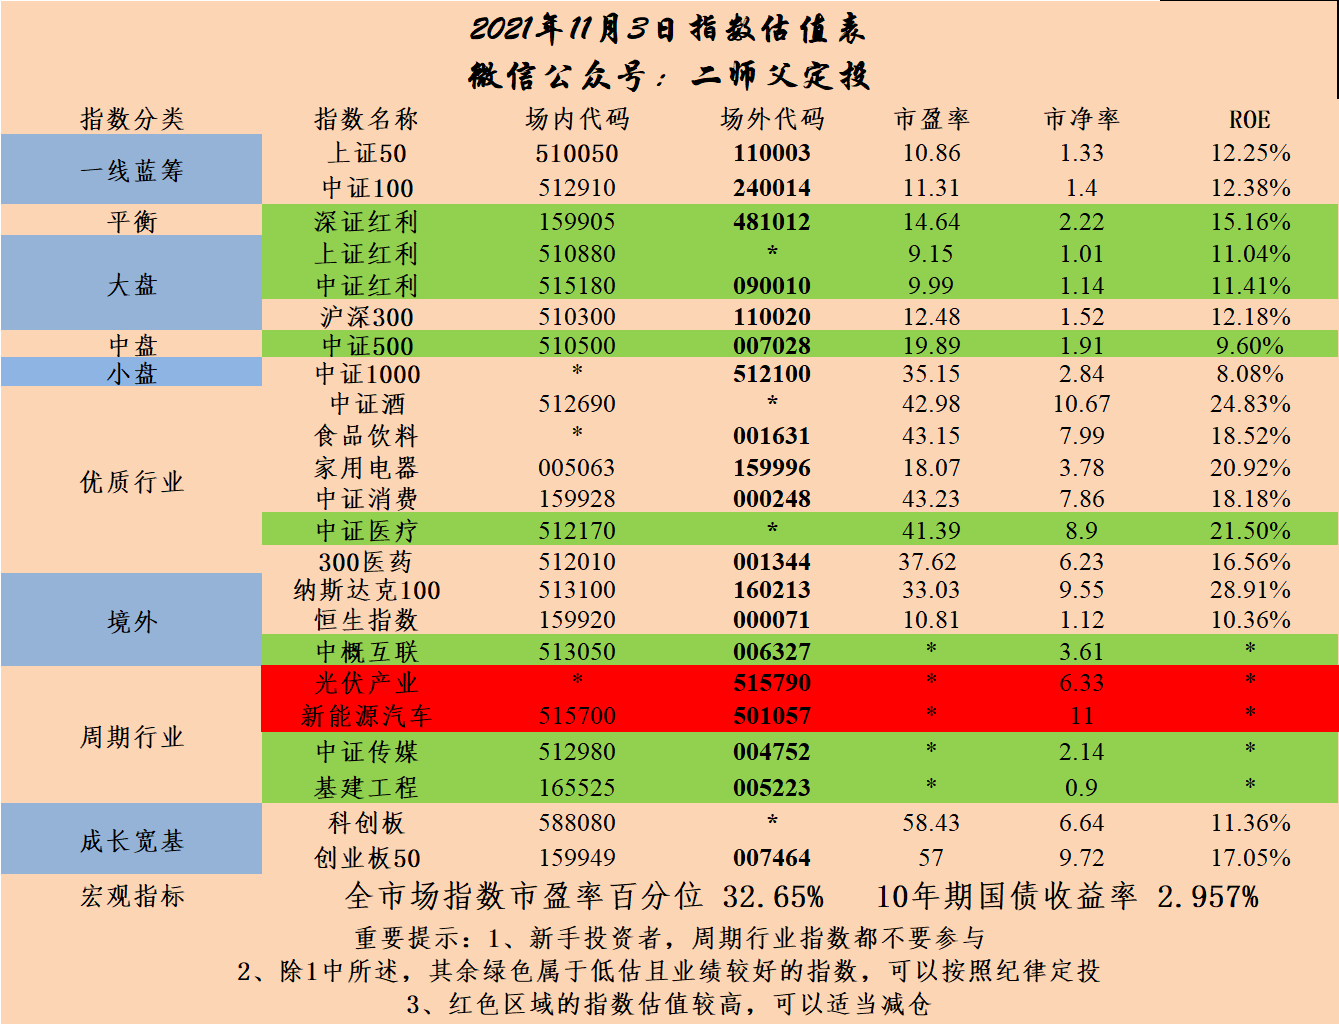 2021年11月3日指数估值表
微信公众号：二师父定投
指数分类 指数名称 场内代码 场外代码 市盈率 市净率 ROE
一线蓝筹 上证50 510050 110003 10.86 1.33 12.25%
中证100 512910 240014 11.31 1.4 12.38%
平衡 深证红利 159905 481012 14.64 2.22 15.16%
大盘 上证红利 510880 * 9.15 1.01 11.04%
中证红利 515180 090010 9.99 1.14 11.41%
沪深300 510300 110020 12.48 1.52 12.18%
中盘 中证500 510500 007028 19.89 1.91 9.60%
小盘 中证1000 * 512100 35.15 2.84 8.08%
优质行业 中证酒 512690 * 42.98 10.67 24.83%
食品饮料 * 001631 43.15 7.99 18.52%
家用电器 005063 159996 18.07 3.78 20.92%
中证消费 159928 000248 43.23 7.86 18.18%
中证医疗 512170 * 41.39 8.9 21.50%
300医药 512010 001344 37.62 6.23 16.56%
境外 纳斯达克100 513100 160213 33.03 9.55 28.91%
恒生指数 159920 000071 10.81 1.12 10.36%
中概互联 513050 006327 * 3.61 *
周期行业 光伏产业 * 515790 * 6.33 *
新能源汽车 515700 501057 * 11 *
中证传媒 512980 004752 * 2.14 *
基建工程 165525 005223 * 0.9 *
成长宽基 科创板 588080 * 58.43 6.64 11.36%
创业板50 159949 007464 57 9.72 17.05%
宏观指标 全市场指数市盈率百分位 32.65% 10年期国债收益率 2.957%
重要提示：1、新手投资者，周期行业指数都不要参与
2、除1中所述，其余绿色属于低估且业绩较好的指数，可以按照纪律定投
3、红色区域的指数估值较高，可以适当减仓